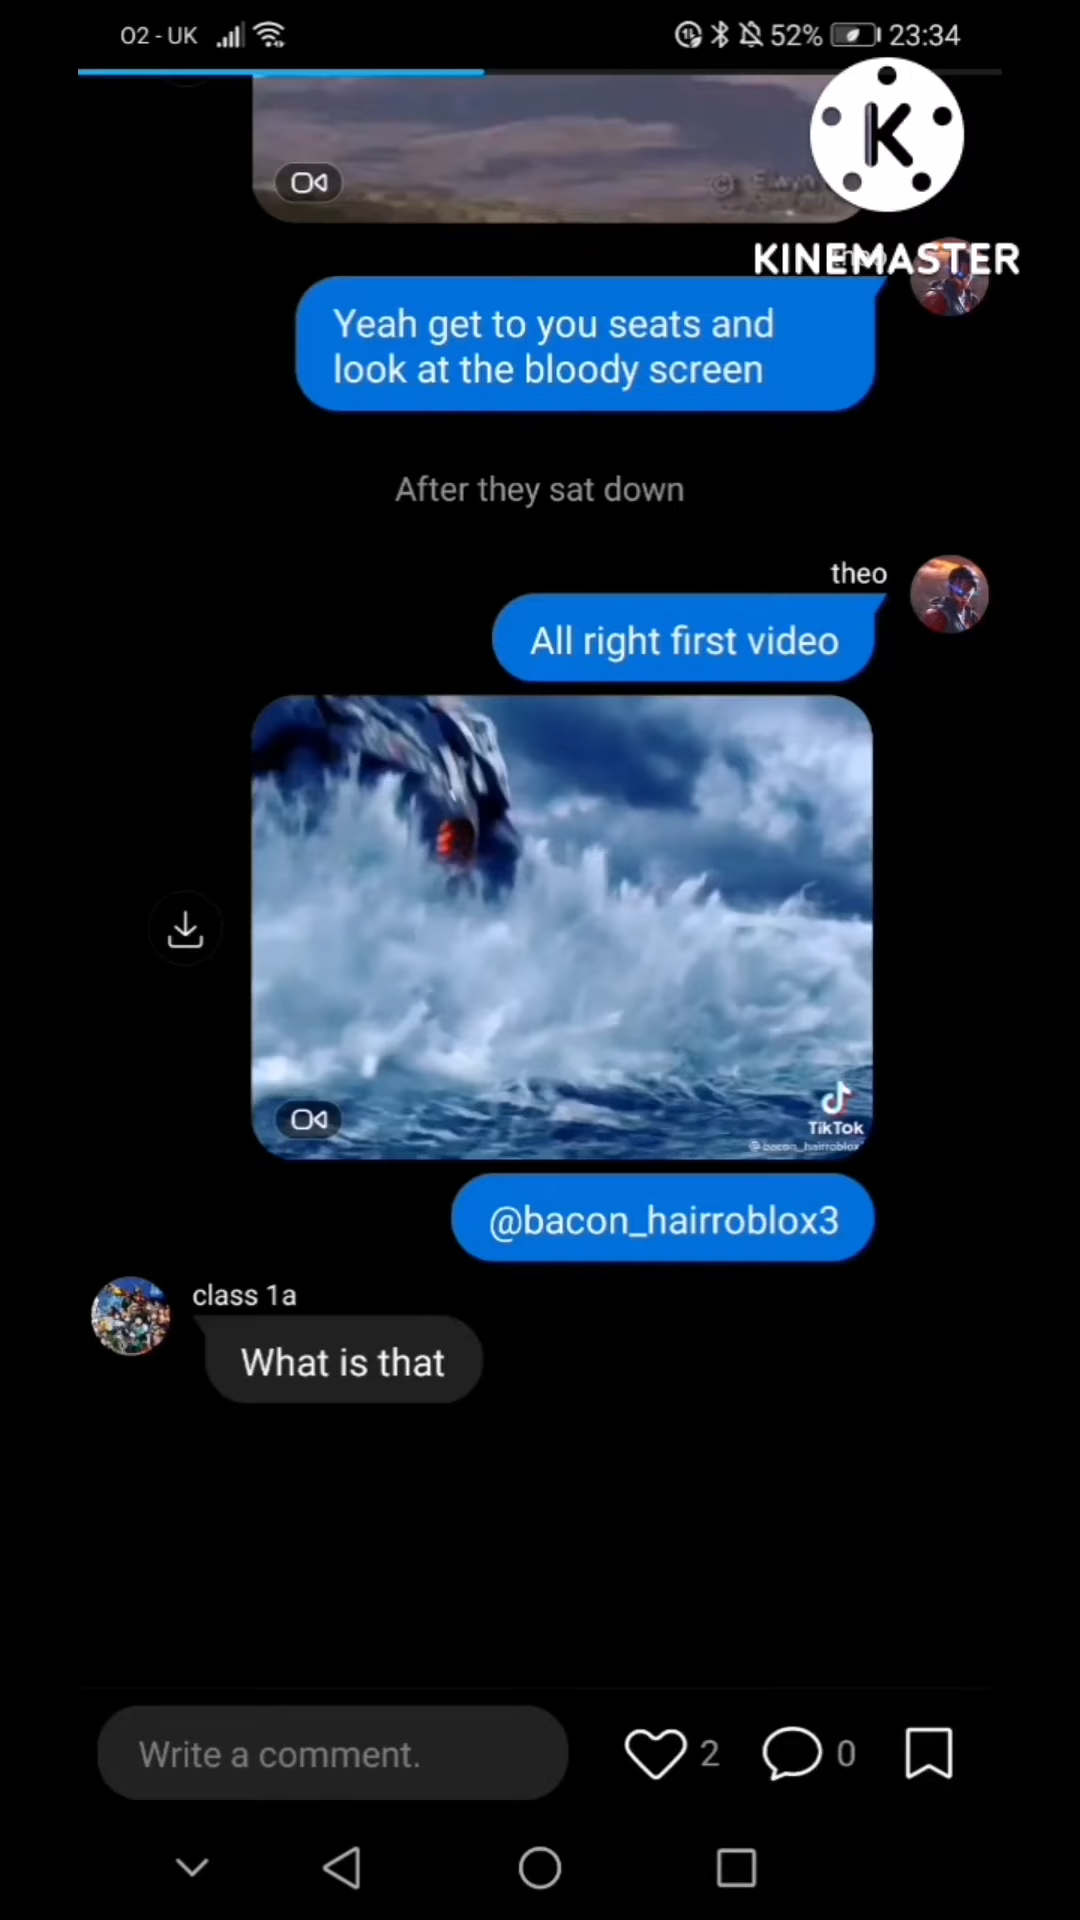 O2 - UK
52%
23:34
KINEMASTER
Yeah get to you seats and
look at the bloody screen
After they sat down
theo
All right first video
TikTok
@bacon_hairroblox3
class 1a
What is that
Write a comment.
2
0